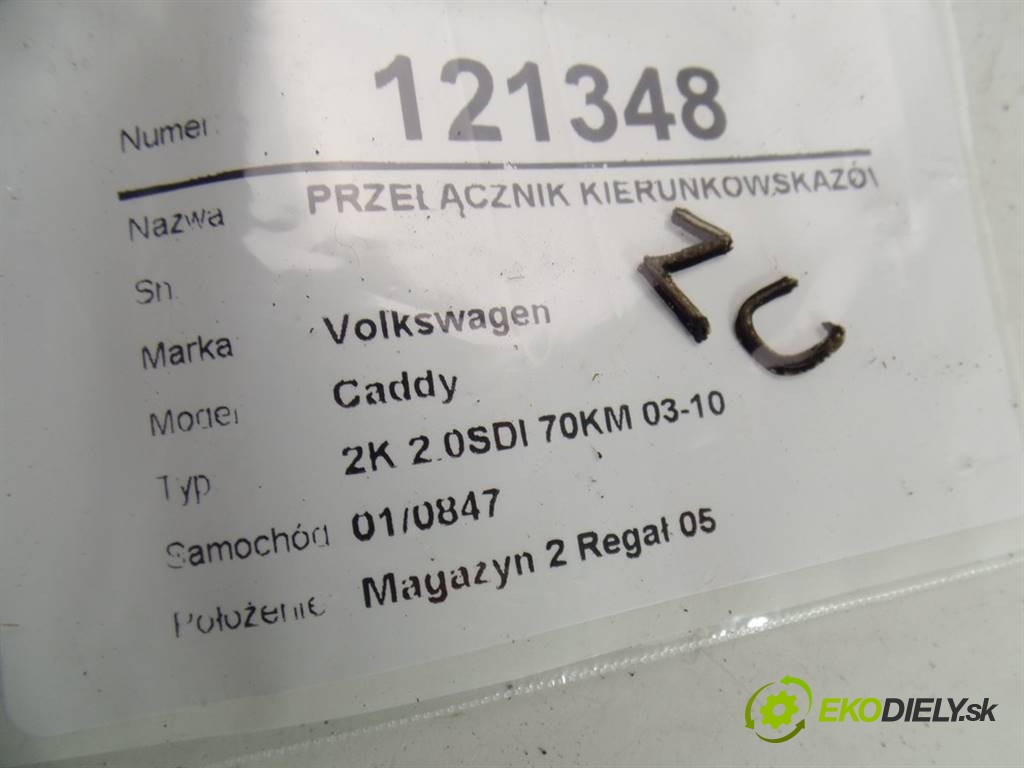 Numer 121348
Nazwa PRZEŁĄCZNIK KIERUNKOWSKAZÓ
Sn
Marka Volkswagen
Model Caddy
Typ 2K 2.0SDI 70KM 03-10
Samochód 01/0847
Położenie Magazyn 2 Regał 05
EKODIELY.sk